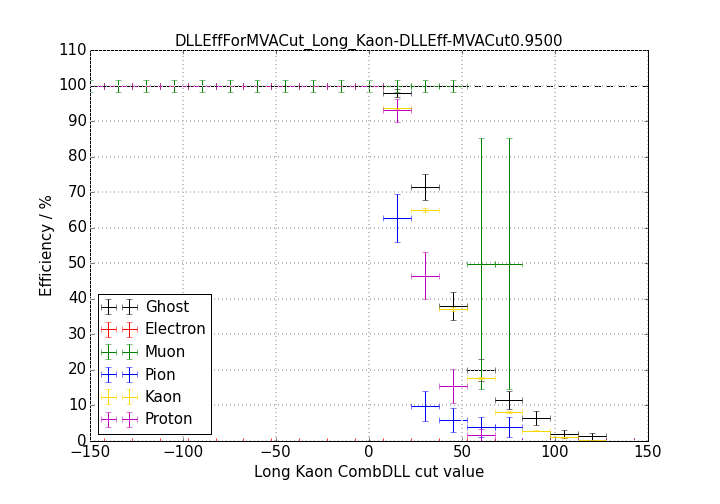 DLLEffForMVACut_Long_Kaon-DLLEff-MVACut0.9500
110
100
90
80
70
60
50
40
30
20
10
0
Efficiency / %
Ghost
Electron
Muon
Pion
Kaon
Proton
−150 −100 −50 0 50 100 150
Long Kaon CombDLL cut value